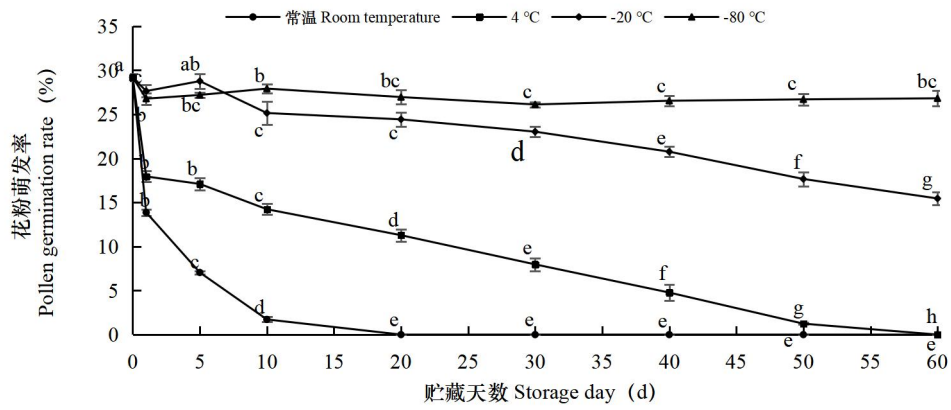 常温 Room temperature 4 ℃ -20 ℃ -80 ℃
花粉萌发率
Pollen germination rate (%)
35
30
25
20
15
10
5
0
a c ab b bc c c c bc
b bc c c d e f g
b b c d e f g h
b c d e e e e e
0 5 10 15 20 25 30 35 40 45 50 55 60
贮藏天数 Storage day (d)